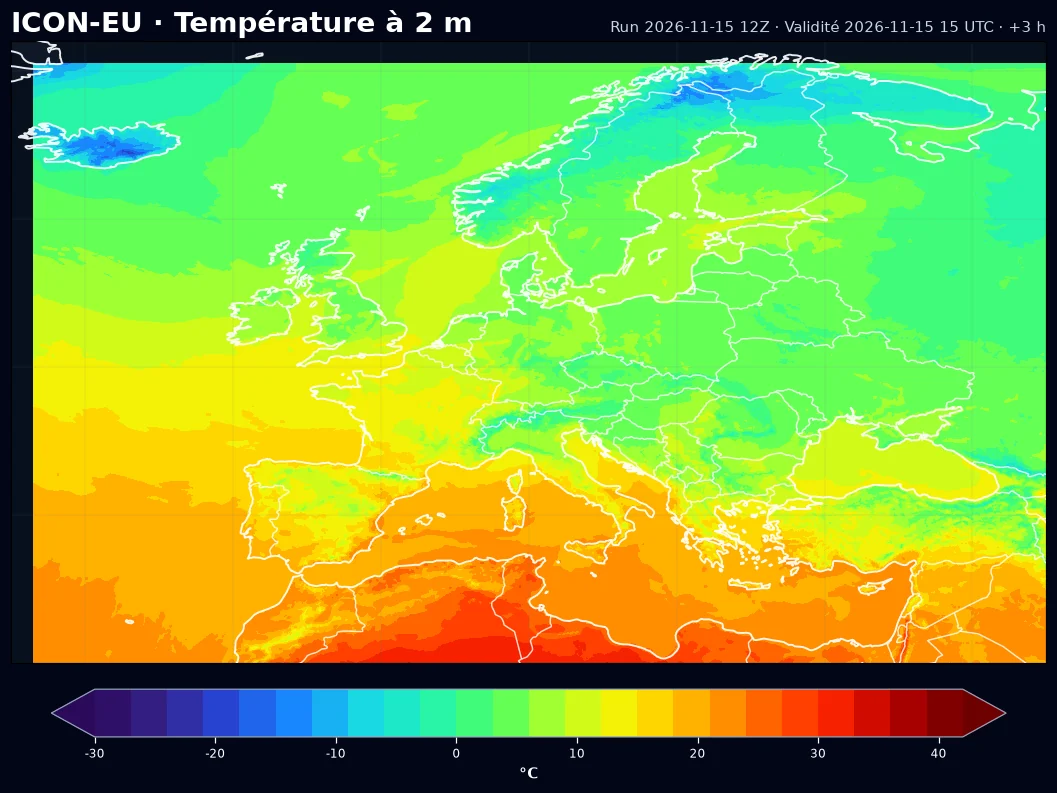 ICON-EU · Température à 2 m
Run 2026-11-15 12Z · Validité 2026-11-15 15 UTC · +3 h
-30 -20 -10 0 10 20 30 40
°C